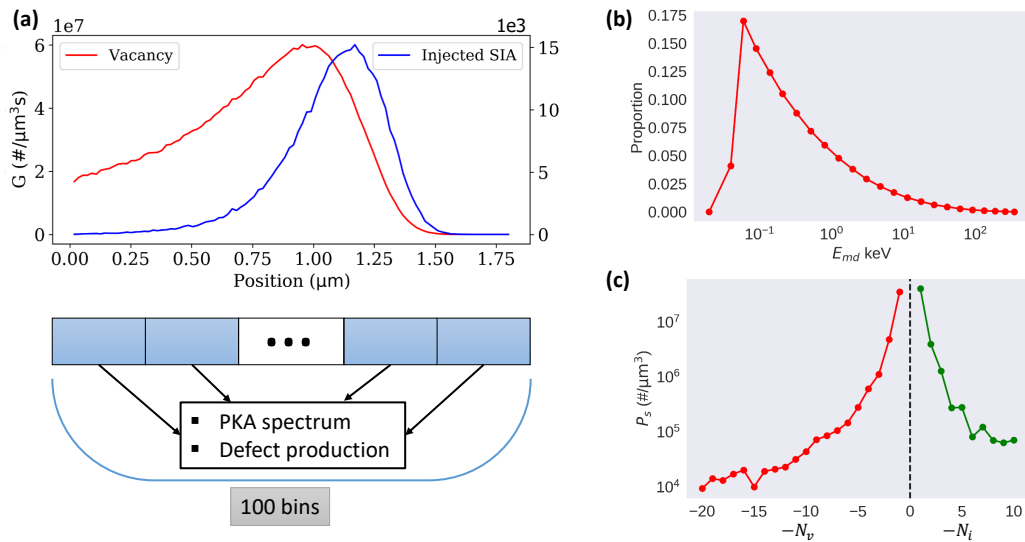 (a)
1e7
1e3
Vacancy
Injected SIA
G (#/μm³s)
6
4
2
0
15
10
5
0
0.00 0.25 0.50 0.75 1.00 1.25 1.50 1.75
Position (μm)
▪ PKA spectrum
▪ Defect production
100 bins
(b)
Proportion
0.175
0.150
0.125
0.100
0.075
0.050
0.025
0.000
10⁻¹ 10⁰ 10¹ 10²
E_md keV
(c)
P_s (#/μm³)
10⁷
10⁶
10⁵
10⁴
−20 −15 −10 −5 0 5 10
−N_v −N_i